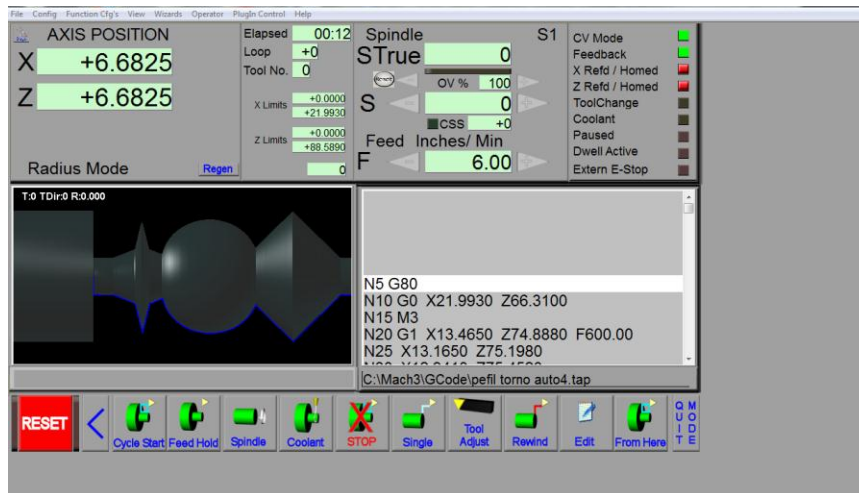 File Config Function Cfg's View Wizards Operator PlugIn Control Help
AXIS POSITION
X +6.6825
Z +6.6825
Radius Mode
Regen
Elapsed 00:12
Loop +0
Tool No. 0
X Limits +0.0000
+21.9930
Z Limits +0.0000
+88.5890
0
Spindle S1
STrue 0
OV % 100
S 0
CSS +0
Feed Inches/ Min
F 6.00
CV Mode
Feedback
X Refd / Homed
Z Refd / Homed
ToolChange
Coolant
Paused
Dwell Active
Extern E-Stop
T:0 TDir:0 R:0.000
N5 G80
N10 G0 X21.9930 Z66.3100
N15 M3
N20 G1 X13.4650 Z74.8880 F600.00
N25 X13.1650 Z75.1980
C:\Mach3\GCode\pefil torno auto4.tap
RESET
Cycle Start
Feed Hold
Spindle
Coolant
STOP
Single
Tool
Adjust
Rewind
Edit
From Here
QUIT
MODE